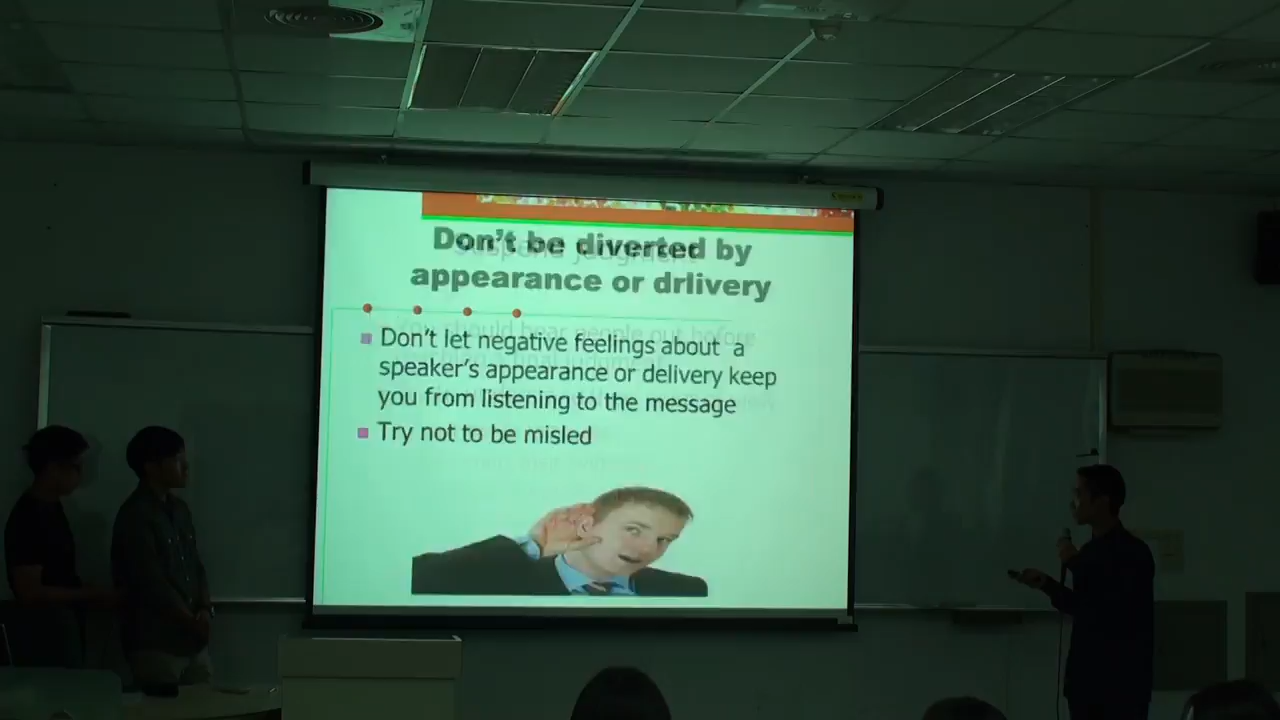 Don't be diverted by
appearance or drlivery
Don't let negative feelings about a
speaker's appearance or delivery keep
you from listening to the message
Try not to be misled